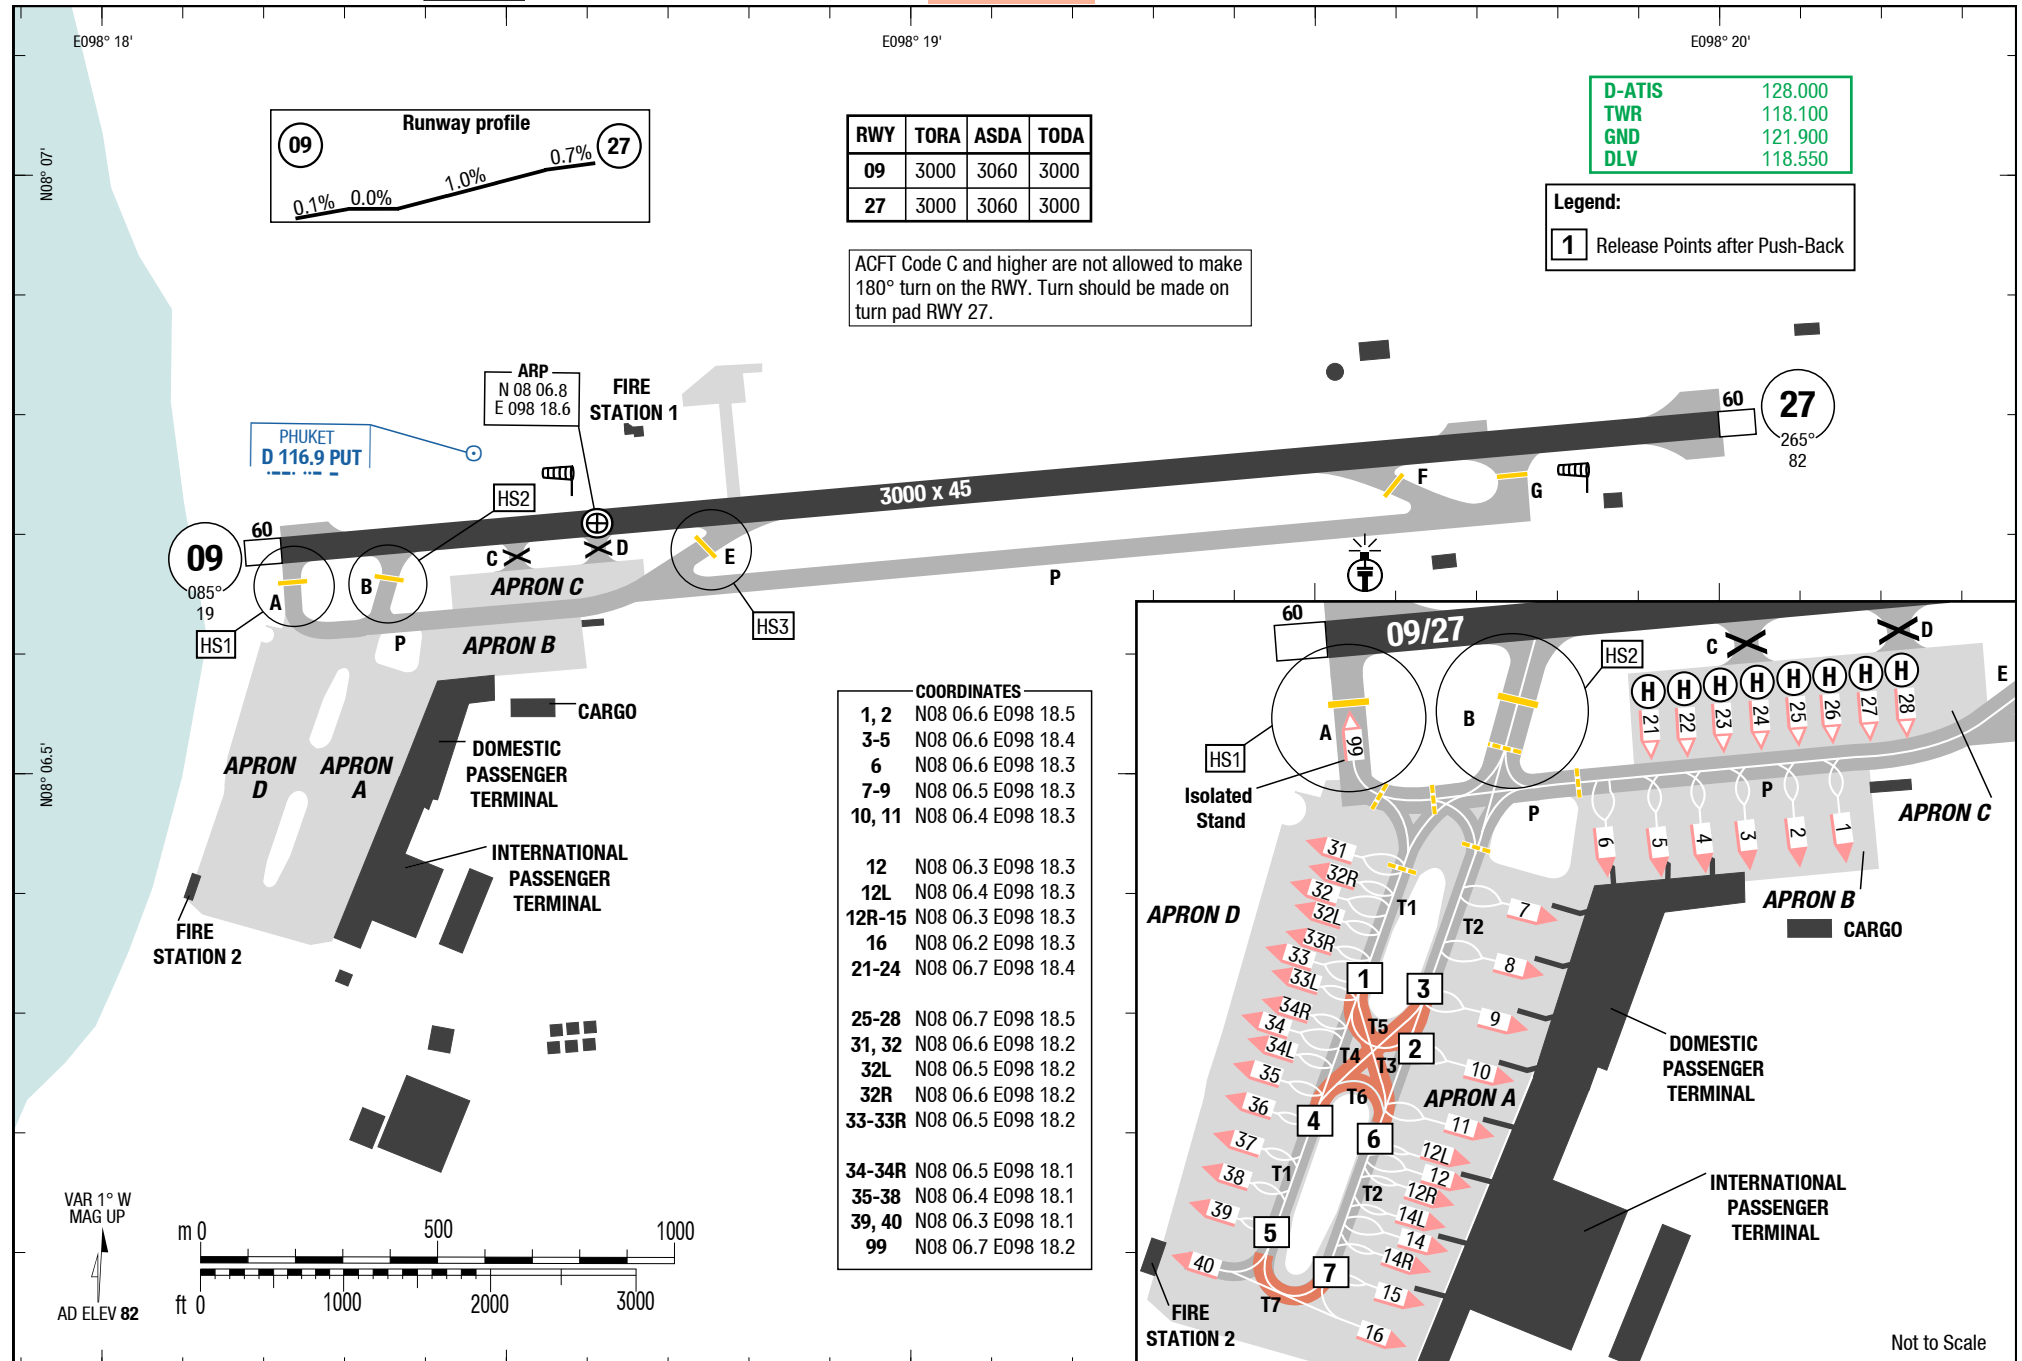 E098° 18'
E098° 19'
E098° 20'
N08° 07'
N08° 06.5'
Runway profile
09
27
0.1%
0.0%
1.0%
0.7%
RWY TORA ASDA TODA
09 3000 3060 3000
27 3000 3060 3000
ACFT Code C and higher are not allowed to make
180° turn on the RWY. Turn should be made on
turn pad RWY 27.
D-ATIS 128.000
TWR 118.100
GND 121.900
DLV 118.550
Legend:
1 Release Points after Push-Back
ARP
N 08 06.8
E 098 18.6
FIRE
STATION 1
PHUKET
D 116.9 PUT
HS2
60
27
265°
82
F
G
3000 x 45
60
09
085°
19
A
B
C
D
E
P
HS1
HS3
APRON C
P
APRON B
CARGO
DOMESTIC
PASSENGER
TERMINAL
APRON
D
APRON
A
INTERNATIONAL
PASSENGER
TERMINAL
FIRE
STATION 2
COORDINATES
1, 2 N08 06.6 E098 18.5
3-5 N08 06.6 E098 18.4
6 N08 06.6 E098 18.3
7-9 N08 06.5 E098 18.3
10, 11 N08 06.4 E098 18.3
12 N08 06.3 E098 18.3
12L N08 06.4 E098 18.3
12R-15 N08 06.3 E098 18.3
16 N08 06.2 E098 18.3
21-24 N08 06.7 E098 18.4
25-28 N08 06.7 E098 18.5
31, 32 N08 06.6 E098 18.2
32L N08 06.5 E098 18.2
32R N08 06.6 E098 18.2
33-33R N08 06.5 E098 18.2
34-34R N08 06.5 E098 18.1
35-38 N08 06.4 E098 18.1
39, 40 N08 06.3 E098 18.1
99 N08 06.7 E098 18.2
VAR 1° W
MAG UP
AD ELEV 82
m 0 500 1000
ft 0 1000 2000 3000
60
09/27
C
D
HS2
E
H H H H H H H H
21 22 23 24 25 26 27 28
A
B
99
HS1
Isolated
Stand
P
P
APRON C
6 5 4 3 2 1
APRON B
CARGO
APRON D
31
32R
32
32L
33R
33
33L
34R
34
34L
35
36
37
38
39
40
T1
T2
7
8
9
10
11
12L
12
12R
14L
14
14R
15
16
1
3
T5
2
T4
T3
T6
4
6
APRON A
T1
T2
5
7
T7
DOMESTIC
PASSENGER
TERMINAL
INTERNATIONAL
PASSENGER
TERMINAL
FIRE
STATION 2
Not to Scale